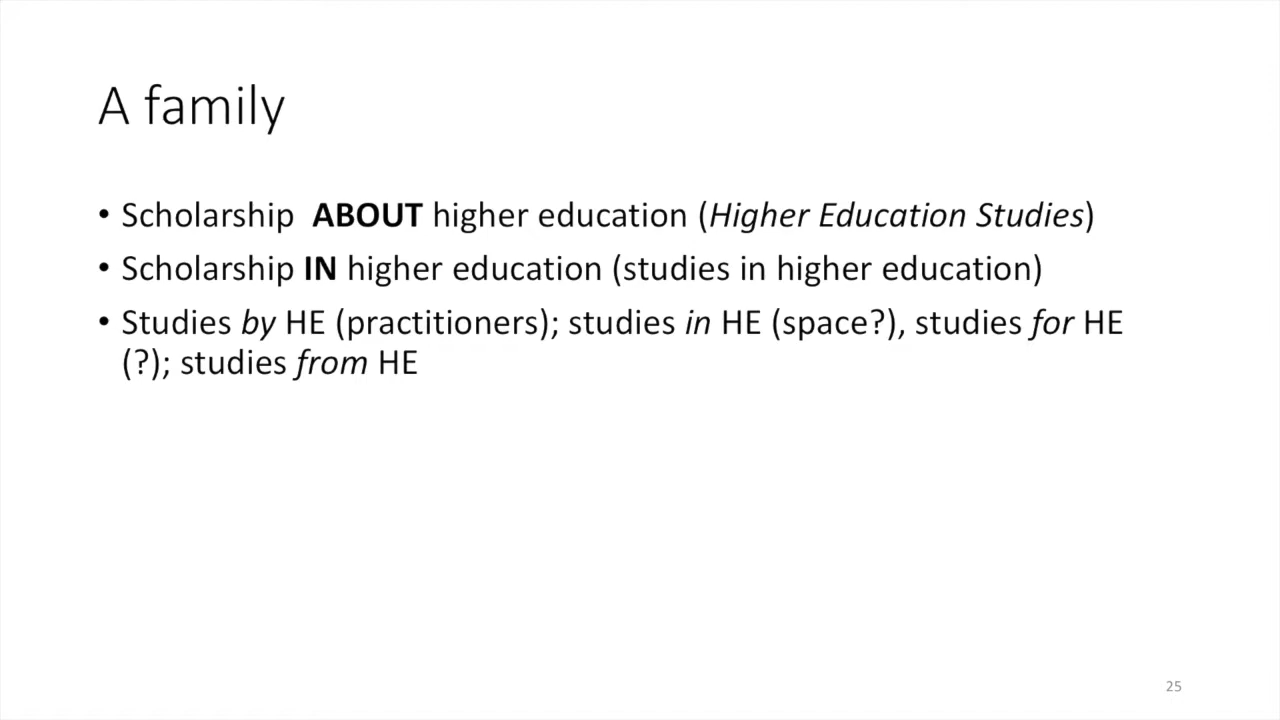 A family
• Scholarship ABOUT higher education (Higher Education Studies)
• Scholarship IN higher education (studies in higher education)
• Studies by HE (practitioners); studies in HE (space?), studies for HE
(?); studies from HE
25